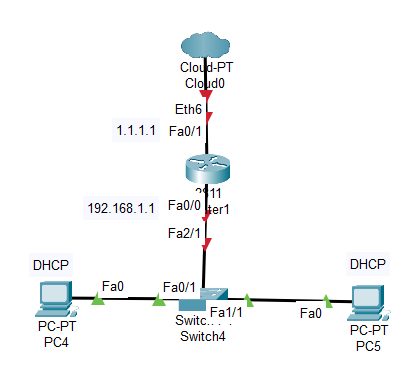 Cloud-PT
Cloud0
Eth6
1.1.1.1
Fa0/1
2811
192.168.1.1
Fa0/0
Fa2/1
DHCP
DHCP
Fa0
Fa0/1
Fa1/1
Fa0
PC-PT
PC4
Switch4
PC-PT
PC5